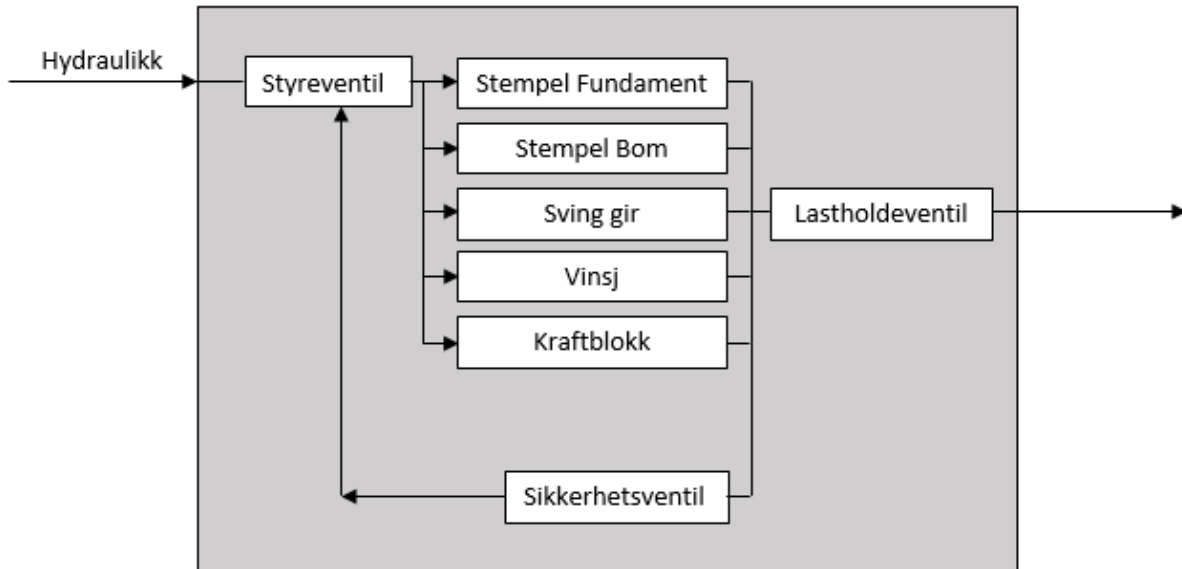 Hydraulikk
Styreventil
Stempel Fundament
Stempel Bom
Sving gir
Lastholdeventil
Vinsj
Kraftblokk
Sikkerhetsventil